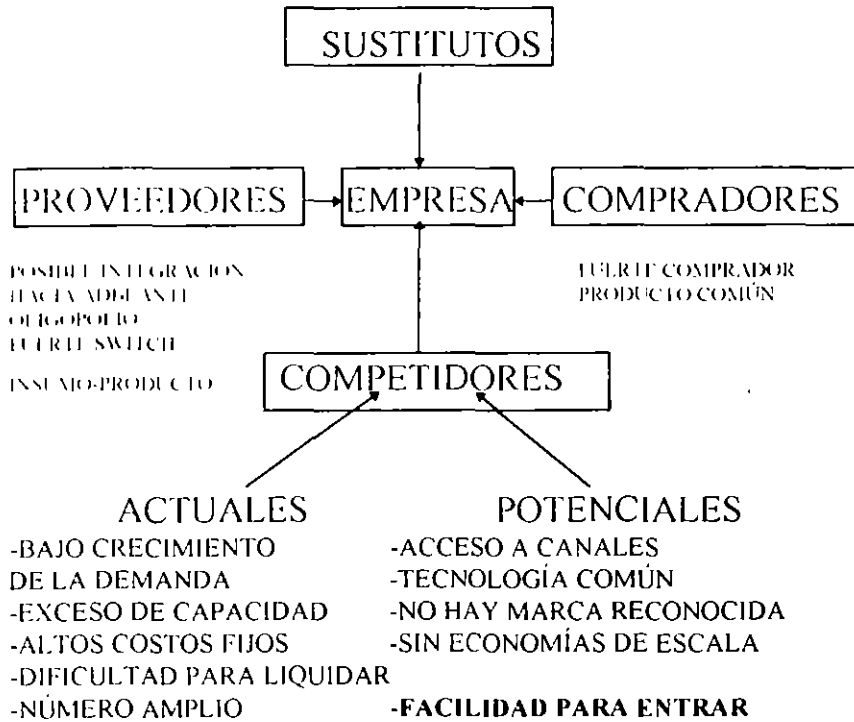 SUSTITUTOS
PROVEEDORES
EMPRESA
COMPRADORES
POSIBLE INTEGRACION
HACIA ADELANTE
OLIGOPOLIO
FUERTE SWITCH
INSUMO-PRODUCTO
FUERTE COMPRADOR
PRODUCTO COMÚN
COMPETIDORES
ACTUALES
-BAJO CRECIMIENTO
DE LA DEMANDA
-EXCESO DE CAPACIDAD
-ALTOS COSTOS FIJOS
-DIFICULTAD PARA LIQUIDAR
-NÚMERO AMPLIO
POTENCIALES
-ACCESO A CANALES
-TECNOLOGÍA COMÚN
-NO HAY MARCA RECONOCIDA
-SIN ECONOMÍAS DE ESCALA
-FACILIDAD PARA ENTRAR